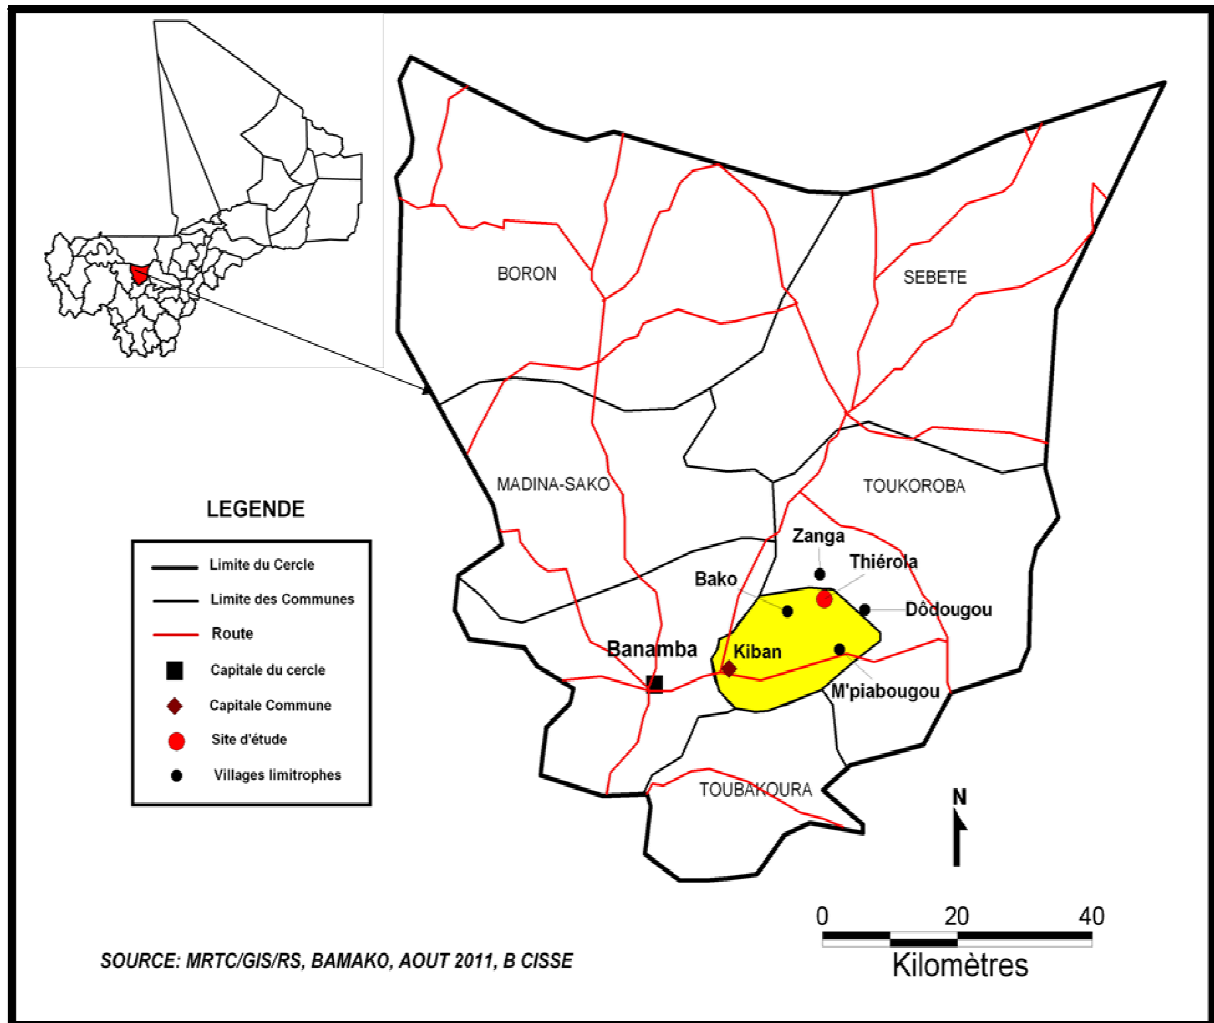 BORON
SEBETE
MADINA-SAKO
TOUKOROBA
LEGENDE
Limite du Cercle
Limite des Communes
Route
Capitale du cercle
Capitale Commune
Site d'étude
Villages limitrophes
Zanga
Thiérola
Bako
Dôdougou
Banamba
Kiban
M'piabougou
TOUBAKOURA
N
0 20 40
Kilomètres
SOURCE: MRTC/GIS/RS, BAMAKO, AOUT 2011, B CISSE